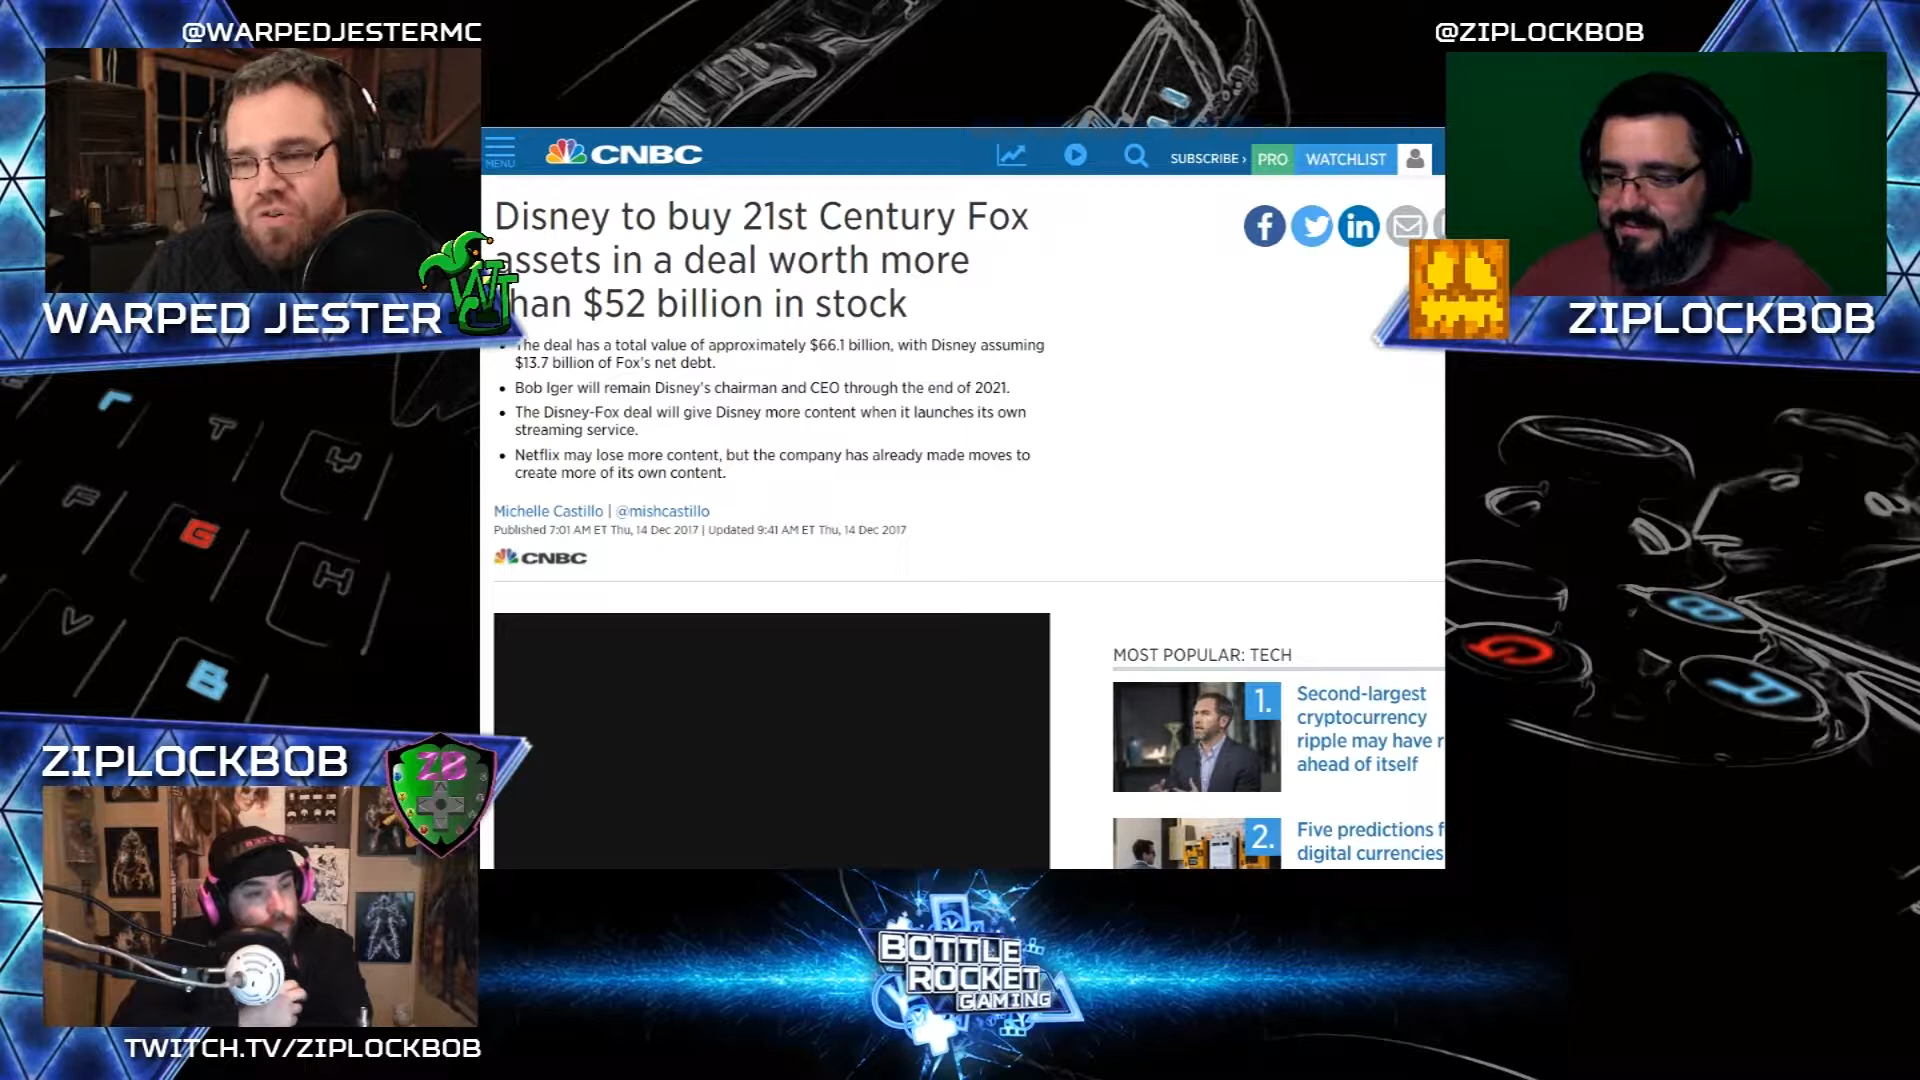 @WARPEDJESTERMC
@ZIPLOCKBOB
MENU
CNBC
SUBSCRIBE ›
PRO
WATCHLIST
Disney to buy 21st Century Fox
assets in a deal worth more
than $52 billion in stock
WARPED JESTER
WJ
ZIPLOCKBOB
The deal has a total value of approximately $66.1 billion, with Disney assuming
$13.7 billion of Fox's net debt.
Bob Iger will remain Disney's chairman and CEO through the end of 2021.
The Disney-Fox deal will give Disney more content when it launches its own
streaming service.
Netflix may lose more content, but the company has already made moves to
create more of its own content.
Michelle Castillo | @mishcastillo
Published 7:01 AM ET Thu, 14 Dec 2017 | Updated 9:41 AM ET Thu, 14 Dec 2017
CNBC
R T Y
F G H
V B
B
G
R
MOST POPULAR: TECH
1.
Second-largest
cryptocurrency
ripple may have r
ahead of itself
2.
Five predictions f
digital currencies
ZIPLOCKBOB
ZB
TWITCH.TV/ZIPLOCKBOB
BOTTLE
ROCKET
GAMING